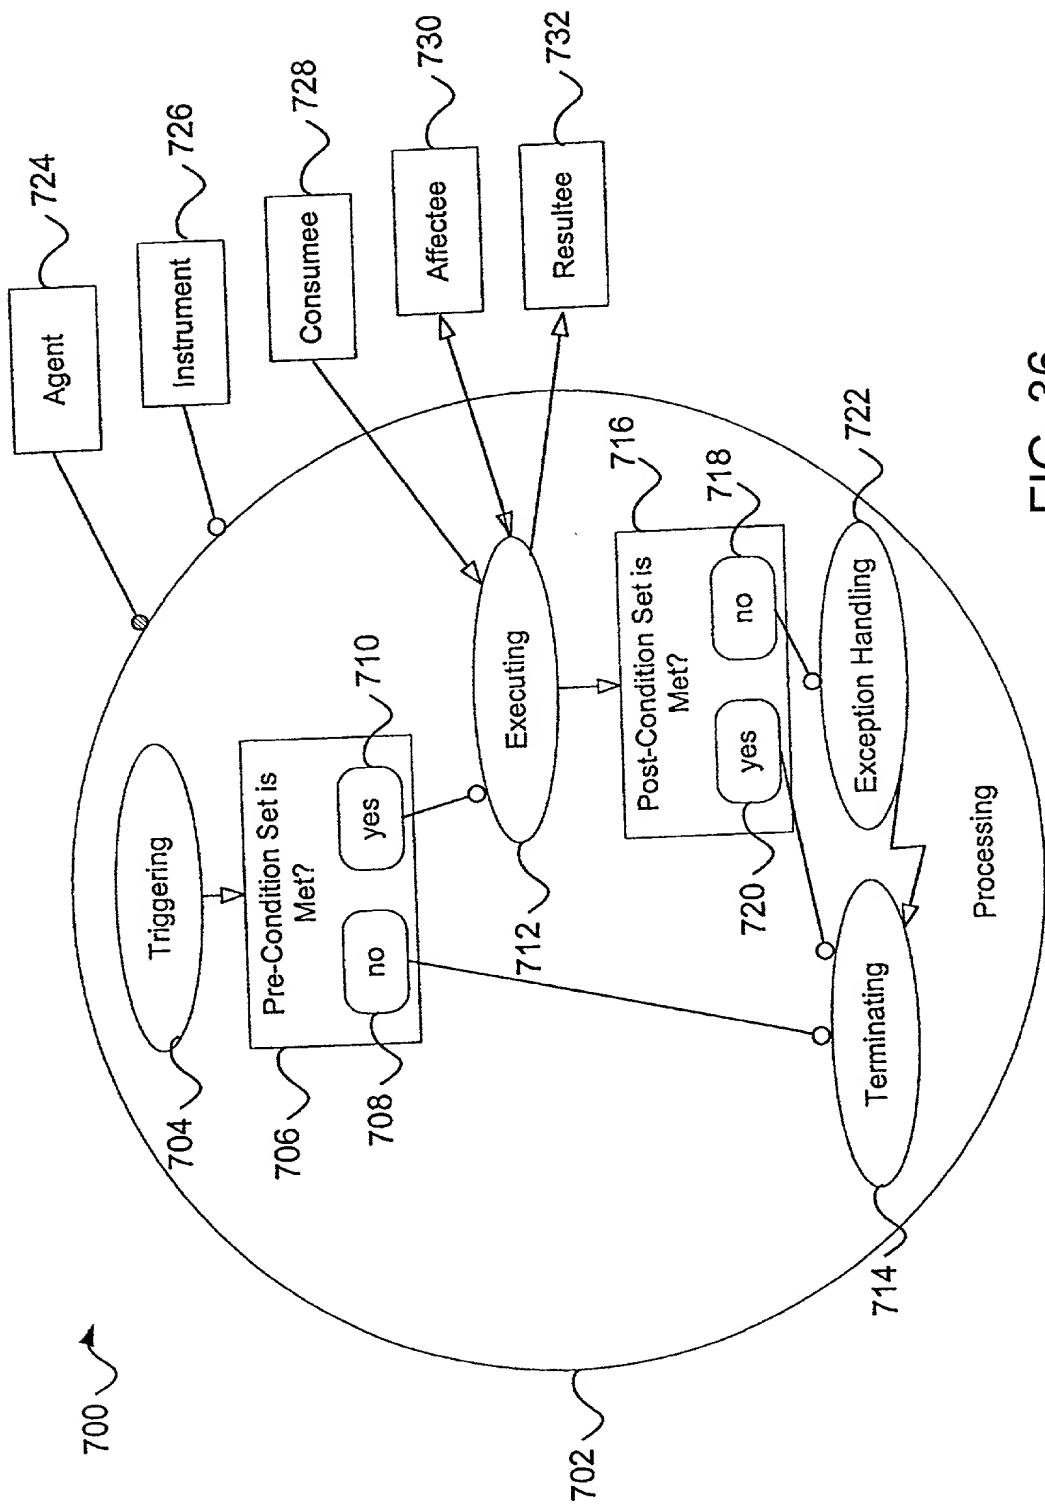 700
702
Triggering
704
Pre-Condition Set is
Met?
706
no
708
yes
710
Executing
712
Post-Condition Set is
Met?
716
yes
720
no
718
Terminating
714
Exception Handling
722
Processing
Agent
724
Instrument
726
Consumee
728
Affectee
730
Resultee
732
FIG. 36